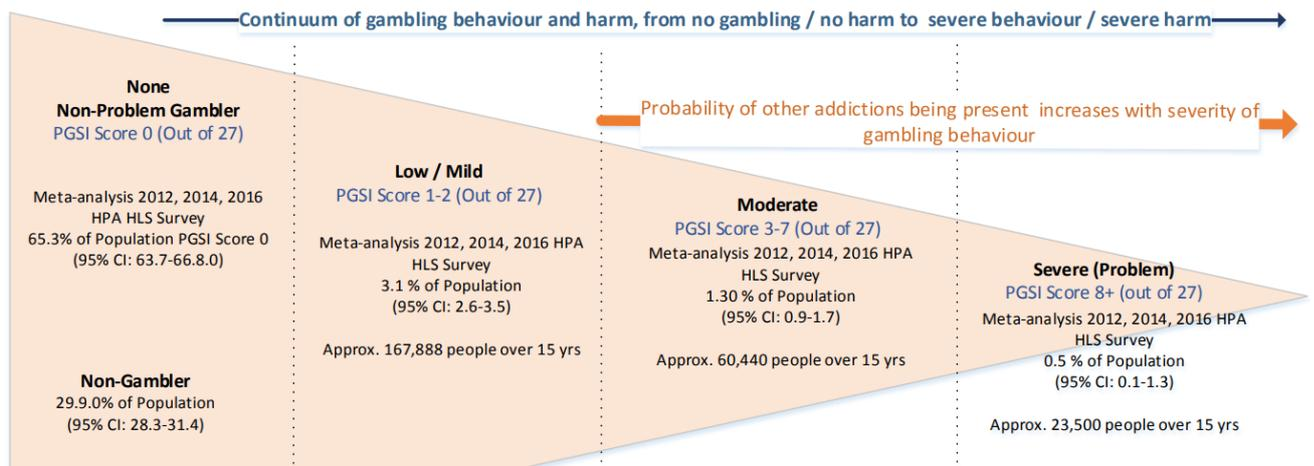 Continuum of gambling behaviour and harm, from no gambling / no harm to severe behaviour / severe harm
Probability of other addictions being present increases with severity of
gambling behaviour
None
Non-Problem Gambler
PGSI Score 0 (Out of 27)
Meta-analysis 2012, 2014, 2016
HPA HLS Survey
65.3% of Population PGSI Score 0
(95% CI: 63.7-66.8.0)
Non-Gambler
29.9.0% of Population
(95% CI: 28.3-31.4)
Low / Mild
PGSI Score 1-2 (Out of 27)
Meta-analysis 2012, 2014, 2016 HPA
HLS Survey
3.1 % of Population
(95% CI: 2.6-3.5)
Approx. 167,888 people over 15 yrs
Moderate
PGSI Score 3-7 (Out of 27)
Meta-analysis 2012, 2014, 2016 HPA
HLS Survey
1.30 % of Population
(95% CI: 0.9-1.7)
Approx. 60,440 people over 15 yrs
Severe (Problem)
PGSI Score 8+ (out of 27)
Meta-analysis 2012, 2014, 2016 HPA
HLS Survey
0.5 % of Population
(95% CI: 0.1-1.3)
Approx. 23,500 people over 15 yrs